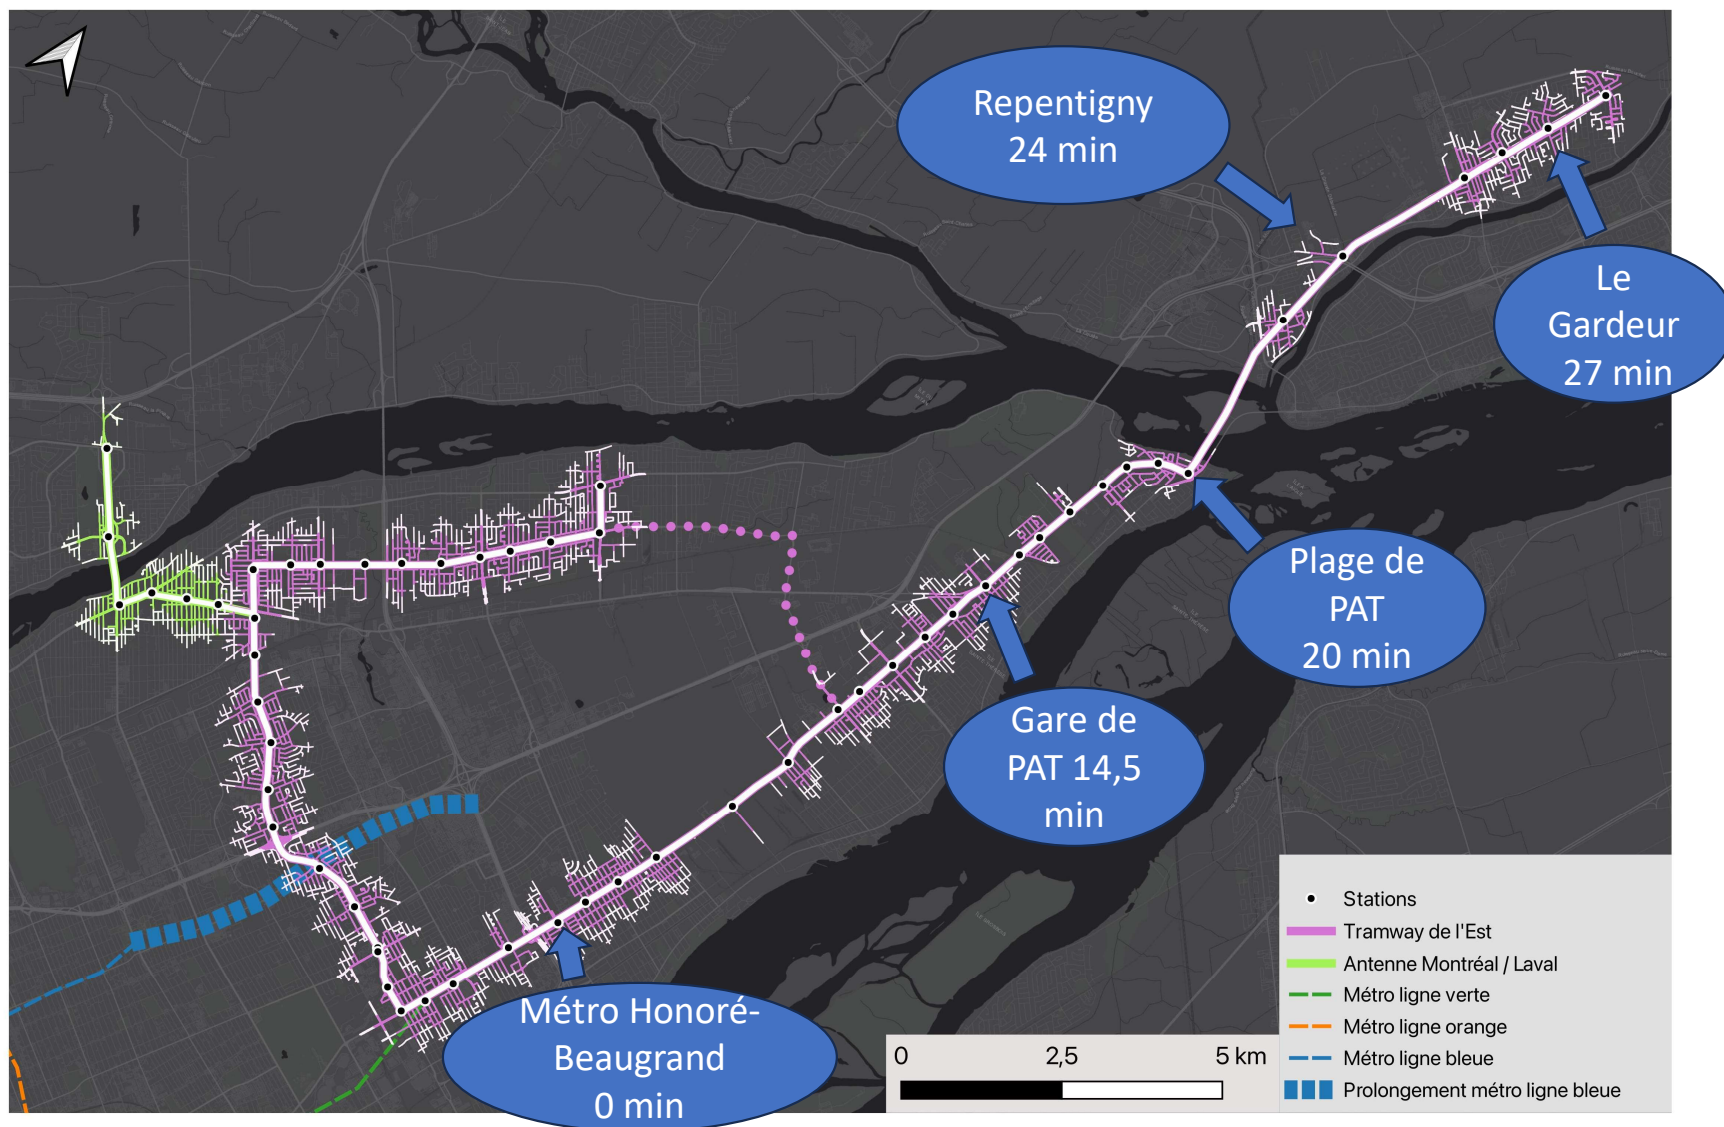 Repentigny
24 min
Le
Gardeur
27 min
Plage de
PAT
20 min
Gare de
PAT 14,5
min
Métro Honoré-
Beaugrand
0 min
0 2,5 5 km
Stations
Tramway de l'Est
Antenne Montréal / Laval
Métro ligne verte
Métro ligne orange
Métro ligne bleue
Prolongement métro ligne bleue